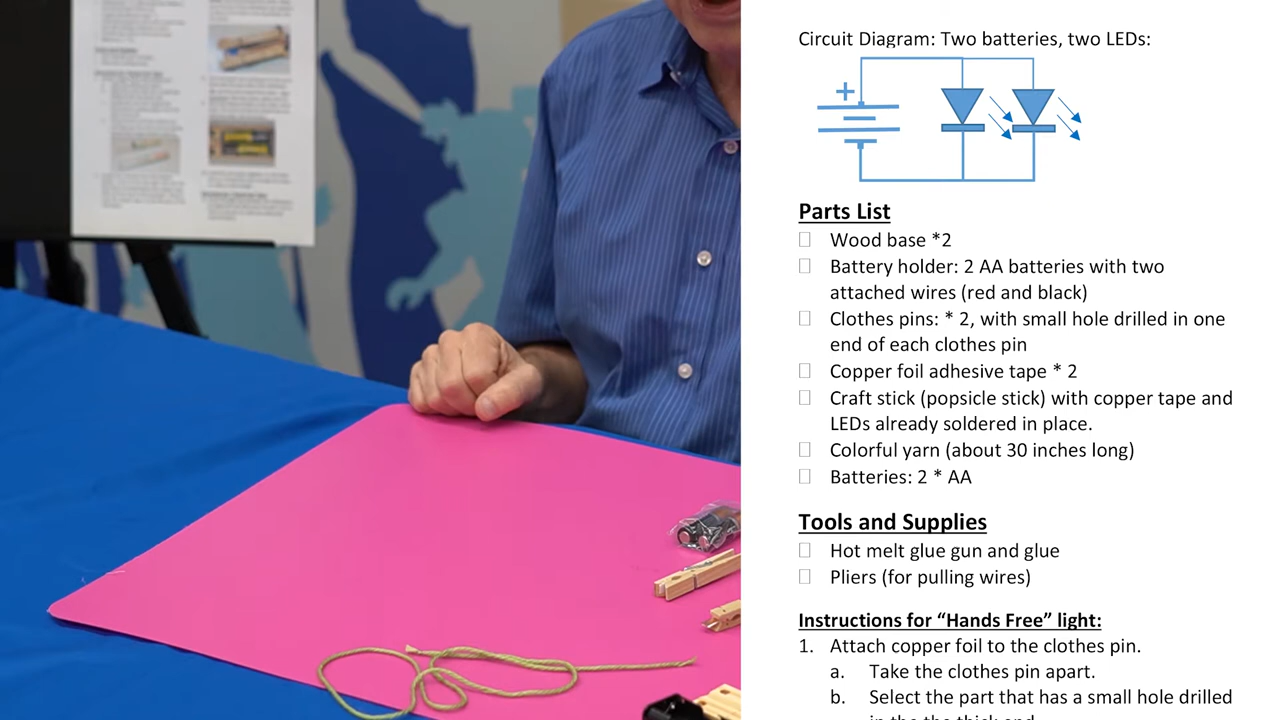 Circuit Diagram: Two batteries, two LEDs:
+
Parts List
Wood base *2
Battery holder: 2 AA batteries with two
attached wires (red and black)
Clothes pins: * 2, with small hole drilled in one
end of each clothes pin
Copper foil adhesive tape * 2
Craft stick (popsicle stick) with copper tape and
LEDs already soldered in place.
Colorful yarn (about 30 inches long)
Batteries: 2 * AA
Tools and Supplies
Hot melt glue gun and glue
Pliers (for pulling wires)
Instructions for “Hands Free” light:
1. Attach copper foil to the clothes pin.
a. Take the clothes pin apart.
b. Select the part that has a small hole drilled
in the the thick end